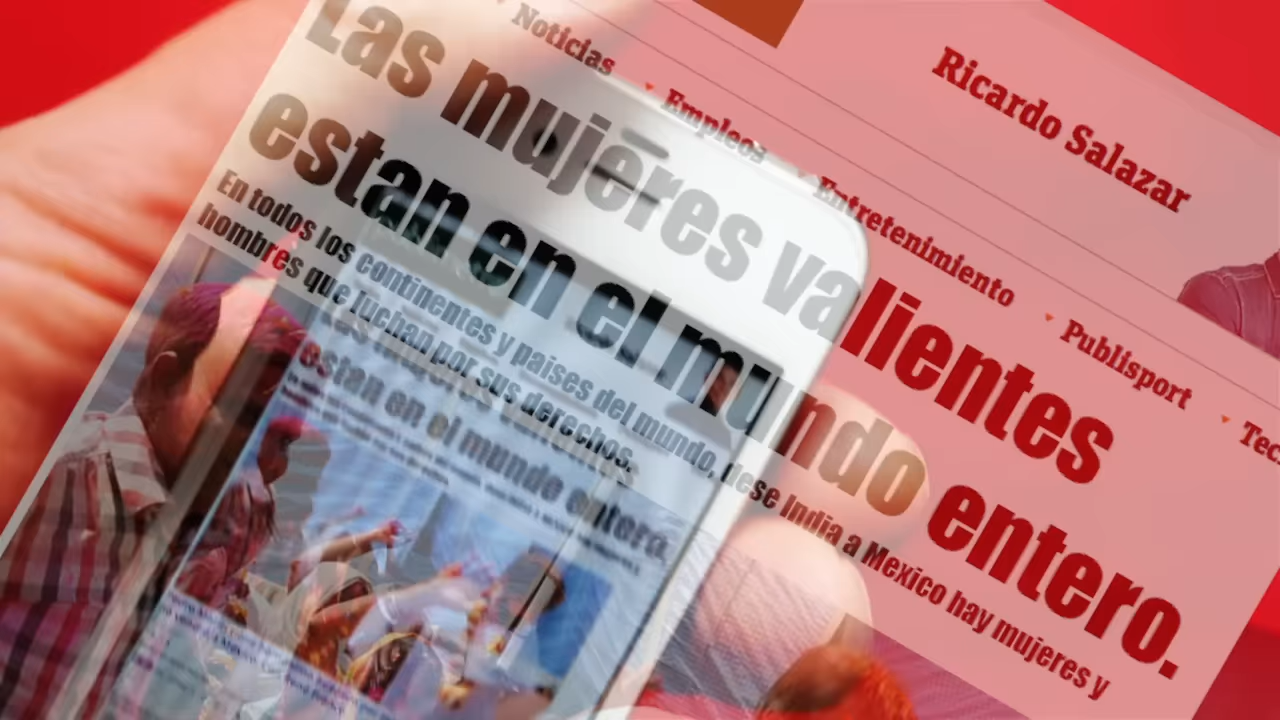 Ricardo Salazar
Noticias
Empleos
Entretenimiento
Publisport
Las mujeres valientes
estan en el mundo entero.
En todos los continentes y paises del mundo, dese India a Mexico hay mujeres y
hombres que luchan por sus derechos.
estan en el mundo entero.